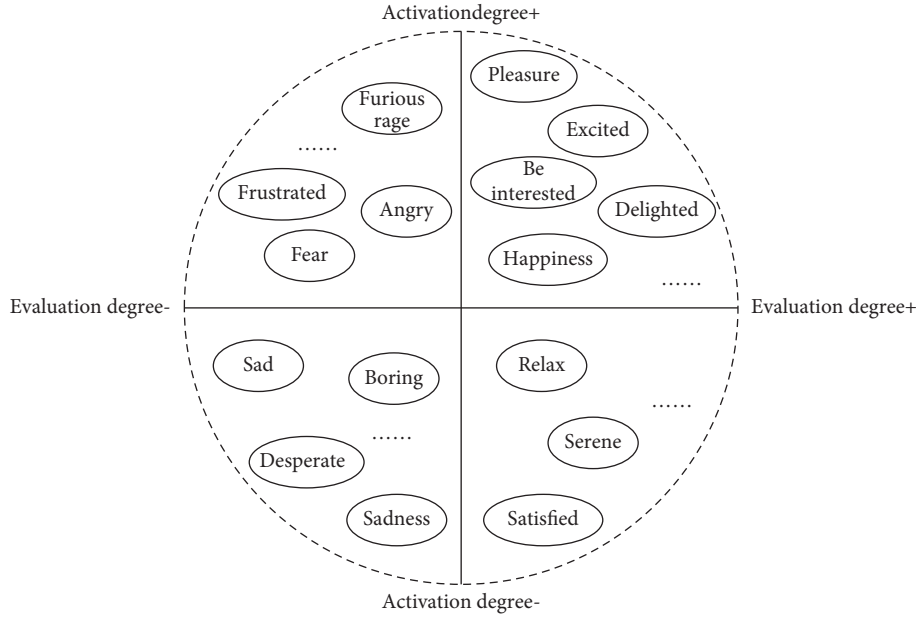 Activationdegree+
Pleasure
Furious
rage
Excited
......
Be
interested
Frustrated
Angry
Delighted
Fear
Happiness
......
Evaluation degree-
Evaluation degree+
Sad
Boring
Relax
......
......
Desperate
Serene
Sadness
Satisfied
Activation degree-